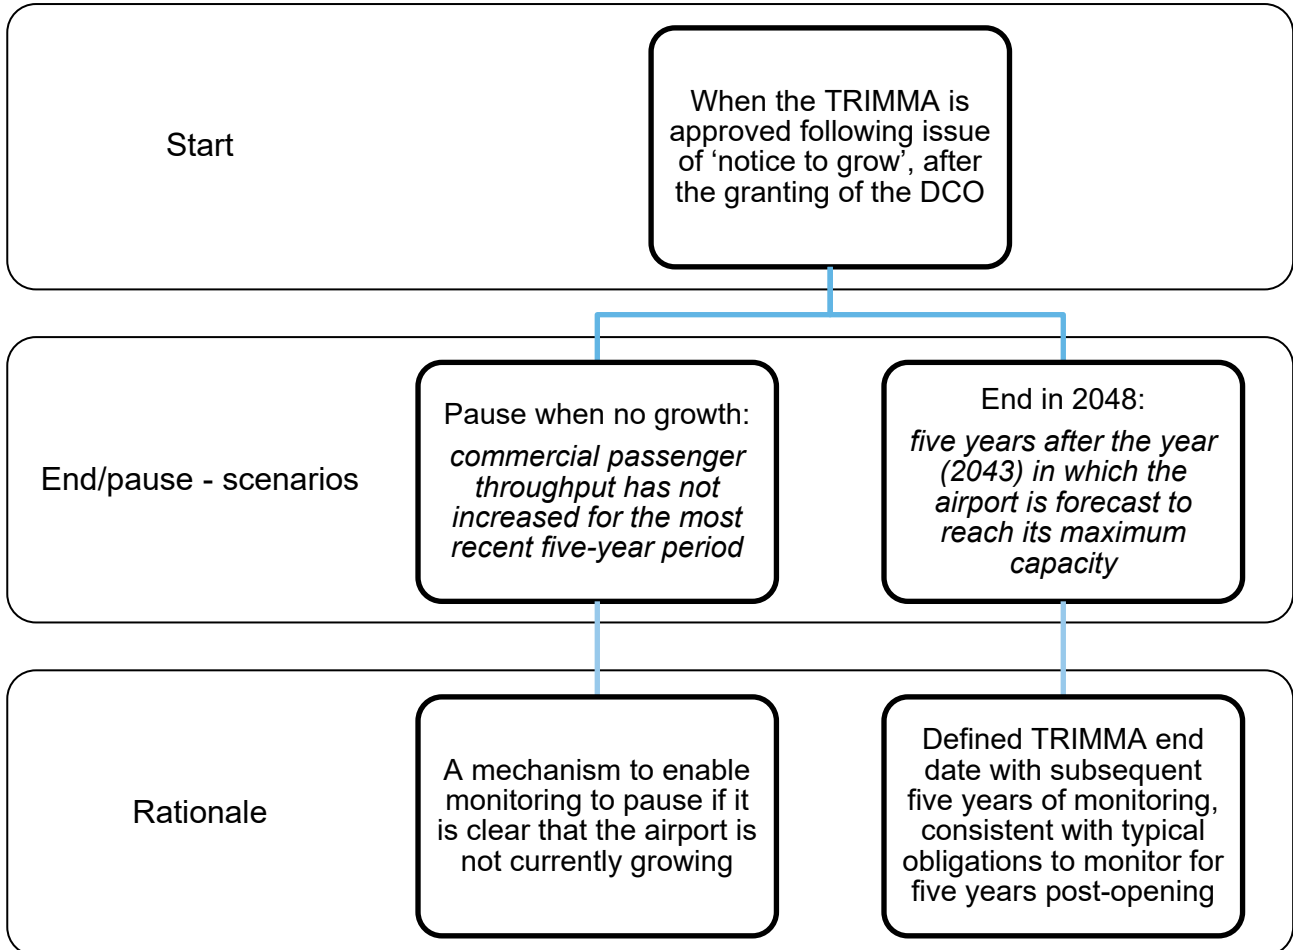 Start
When the TRIMMA is
approved following issue
of ‘notice to grow’, after
the granting of the DCO
End/pause - scenarios
Pause when no growth:
commercial passenger
throughput has not
increased for the most
recent five-year period
End in 2048:
five years after the year
(2043) in which the
airport is forecast to
reach its maximum
capacity
Rationale
A mechanism to enable
monitoring to pause if it
is clear that the airport is
not currently growing
Defined TRIMMA end
date with subsequent
five years of monitoring,
consistent with typical
obligations to monitor for
five years post-opening